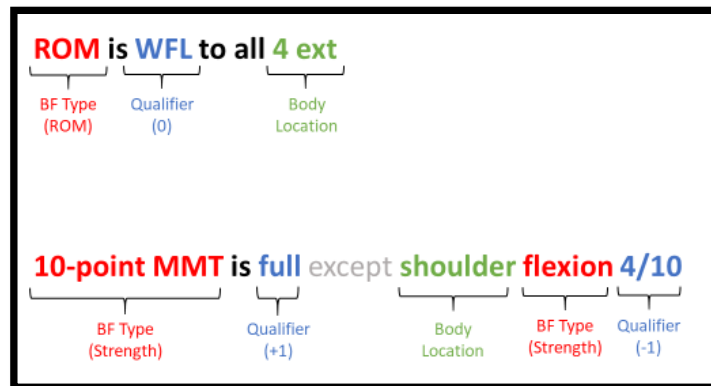 ROM is WFL to all 4 ext
BF Type Qualifier Body
(ROM) (0) Location
10-point MMT is full except shoulder flexion 4/10
BF Type Qualifier Body BF Type Qualifier
(Strength) (+1) Location (Strength) (-1)